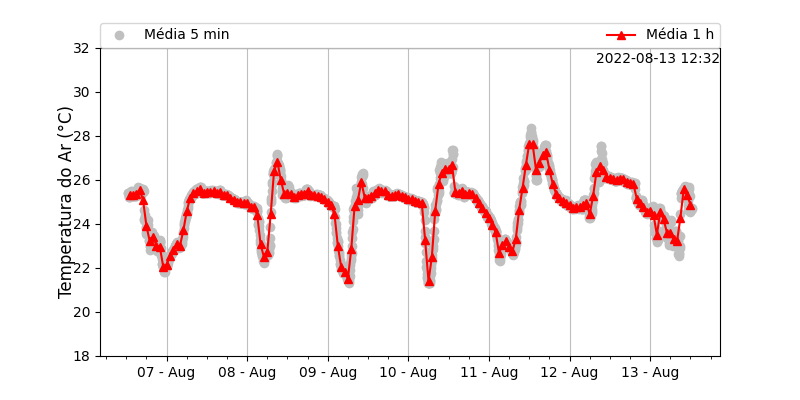 Média 5 min
Média 1 h
2022-08-13 12:32
Temperatura do Ar (°C)
32
30
28
26
24
22
20
18
07 - Aug
08 - Aug
09 - Aug
10 - Aug
11 - Aug
12 - Aug
13 - Aug